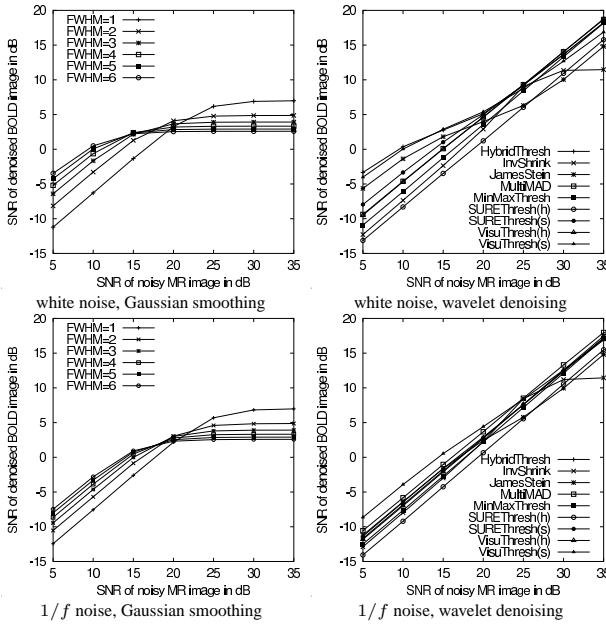 SNR of denoised BOLD image in dB
20
15
10
5
0
-5
-10
-15
FWHM=1
FWHM=2
FWHM=3
FWHM=4
FWHM=5
FWHM=6
5 10 15 20 25 30 35
SNR of noisy MR image in dB
white noise, Gaussian smoothing
SNR of denoised BOLD image in dB
20
15
10
5
0
-5
-10
-15
HybridThresh
InvShrink
JamesStein
MultiMAD
MinMaxThresh
SUREThresh(h)
SUREThresh(s)
VisuThresh(h)
VisuThresh(s)
5 10 15 20 25 30 35
SNR of noisy MR image in dB
white noise, wavelet denoising
SNR of denoised BOLD image in dB
20
15
10
5
0
-5
-10
-15
FWHM=1
FWHM=2
FWHM=3
FWHM=4
FWHM=5
FWHM=6
5 10 15 20 25 30 35
SNR of noisy MR image in dB
1/f noise, Gaussian smoothing
SNR of denoised BOLD image in dB
20
15
10
5
0
-5
-10
-15
HybridThresh
InvShrink
JamesStein
MultiMAD
MinMaxThresh
SUREThresh(h)
SUREThresh(s)
VisuThresh(h)
VisuThresh(s)
5 10 15 20 25 30 35
SNR of noisy MR image in dB
1/f noise, wavelet denoising